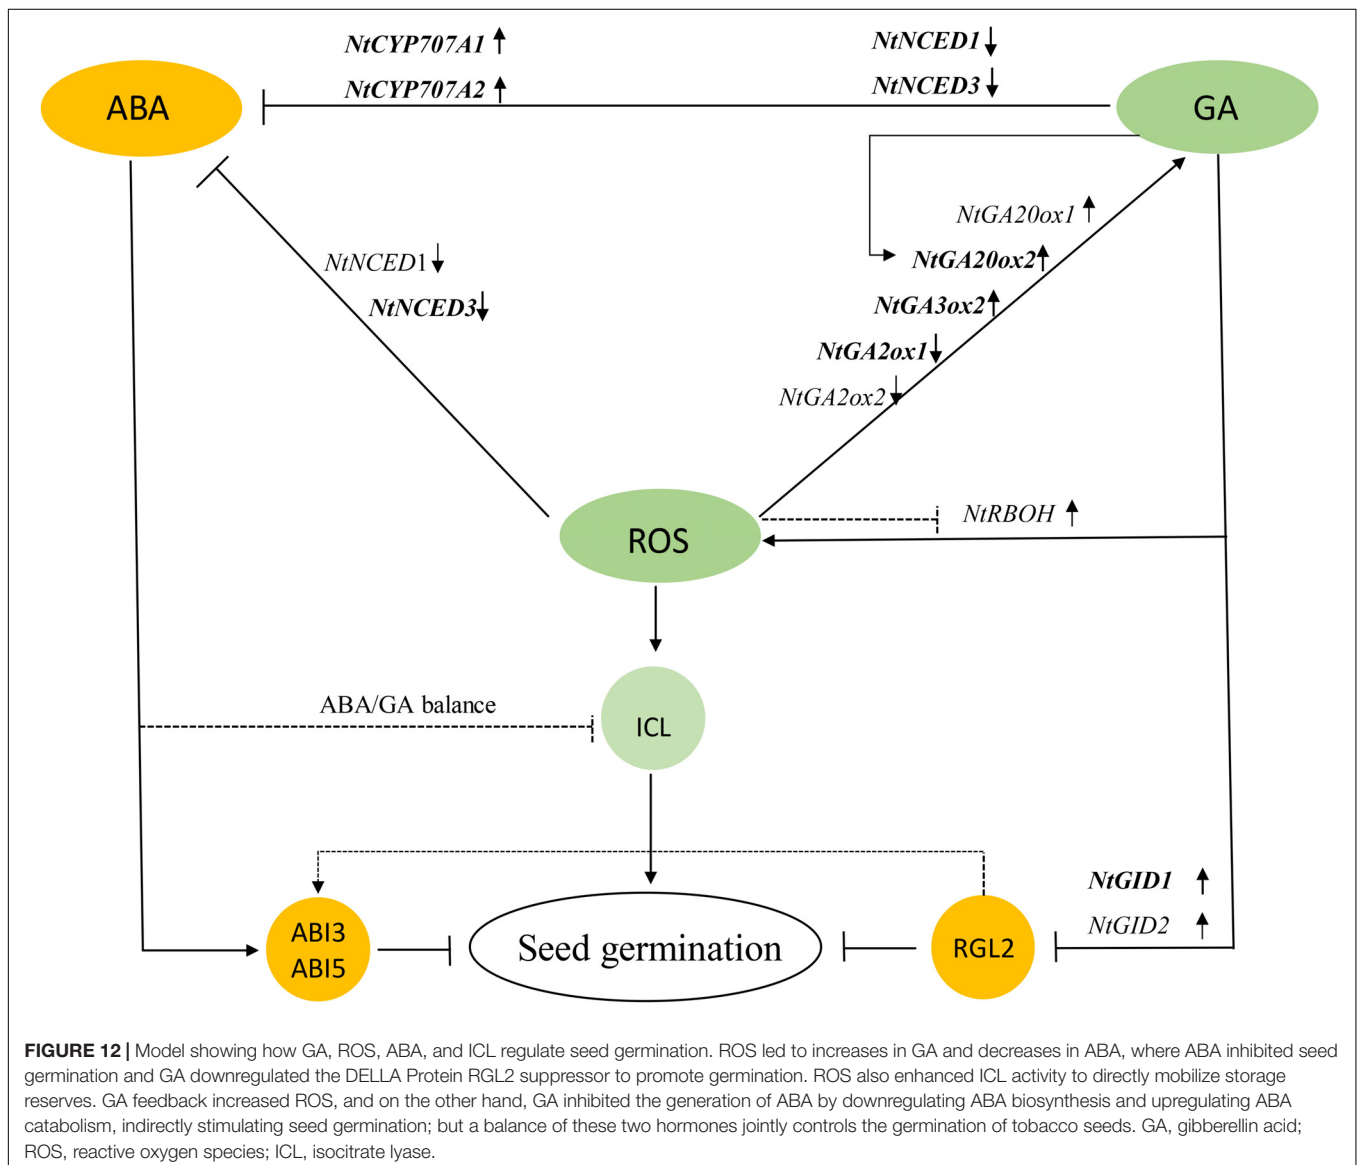 NtCYP707A1
NtNCED1
NtCYP707A2
NtNCED3
ABA
GA
NtGA20ox1
NtNCED1
NtGA20ox2
NtNCED3
NtGA3ox2
NtGA2ox1
NtGA2ox2
NtRBOH
ROS
ABA/GA balance
ICL
NtGID1
ABI3
NtGID2
ABI5
Seed germination
RGL2
FIGURE 12 | Model showing how GA, ROS, ABA, and ICL regulate seed germination. ROS led to increases in GA and decreases in ABA, where ABA inhibited seed
germination and GA downregulated the DELLA Protein RGL2 suppressor to promote germination. ROS also enhanced ICL activity to directly mobilize storage
reserves. GA feedback increased ROS, and on the other hand, GA inhibited the generation of ABA by downregulating ABA biosynthesis and upregulating ABA
catabolism, indirectly stimulating seed germination; but a balance of these two hormones jointly controls the germination of tobacco seeds. GA, gibberellin acid;
ROS, reactive oxygen species; ICL, isocitrate lyase.